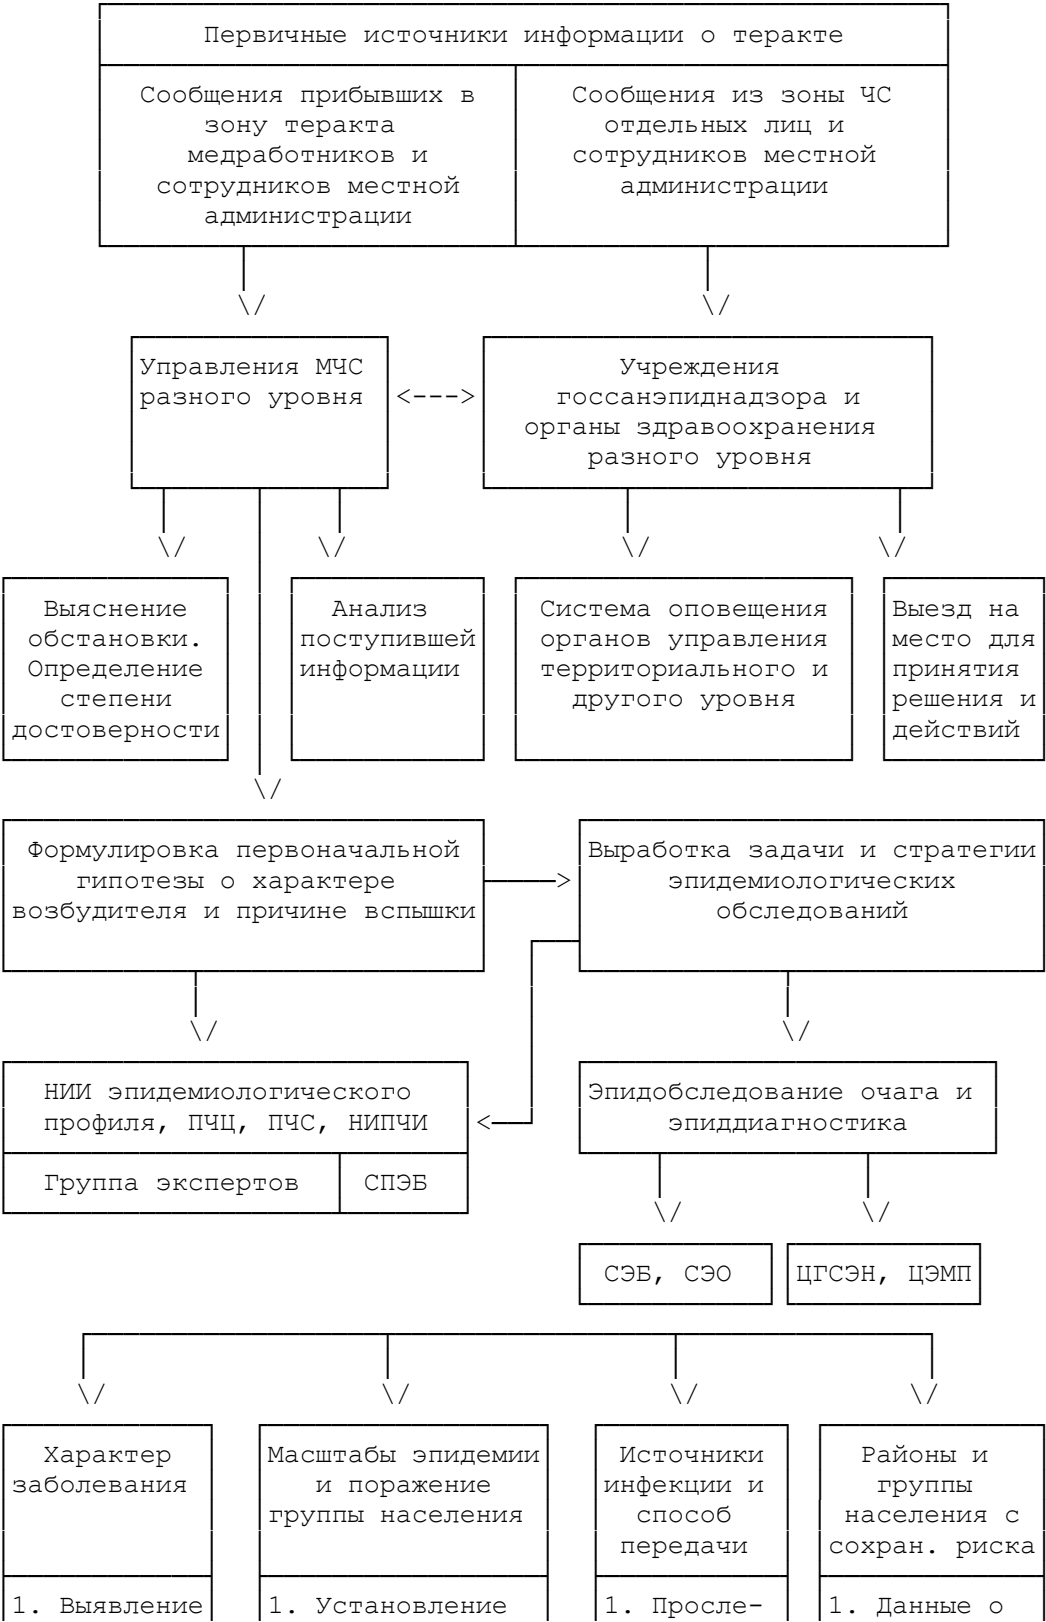 Первичные источники информации о теракте
Сообщения прибывших в
зону теракта
медработников и
сотрудников местной
администрации
Сообщения из зоны ЧС
отдельных лиц и
сотрудников местной
администрации
\/
\/
Управления МЧС
разного уровня
<--->
Учреждения
госсанэпиднадзора и
органы здравоохранения
разного уровня
\/
\/
\/
\/
Выяснение
обстановки.
Определение
степени
достоверности
Анализ
поступившей
информации
Система оповещения
органов управления
территориального и
другого уровня
Выезд на
место для
принятия
решения и
действий
\/
Формулировка первоначальной
гипотезы о характере
возбудителя и причине вспышки
>
Выработка задачи и стратегии
эпидемиологических
обследований
\/
\/
НИИ эпидемиологического
профиля, ПЧЦ, ПЧС, НИПЧИ
<
Группа экспертов
СПЭБ
Эпидобследование очага и
эпиддиагностика
\/
\/
СЭБ, СЭО
ЦГСЭН, ЦЭМП
\/
\/
\/
\/
Характер
заболевания
Масштабы эпидемии
и поражение
группы населения
Источники
инфекции и
способ
передачи
Районы и
группы
населения с
сохран. риска
1. Выявление
1. Установление
1. Просле-
1. Данные о